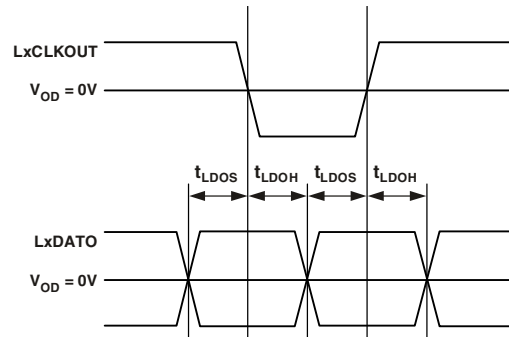 LxCLKOUT
V_OD = 0V
t_LDOS t_LDOH t_LDOS t_LDOH
LxDATO
V_OD = 0V